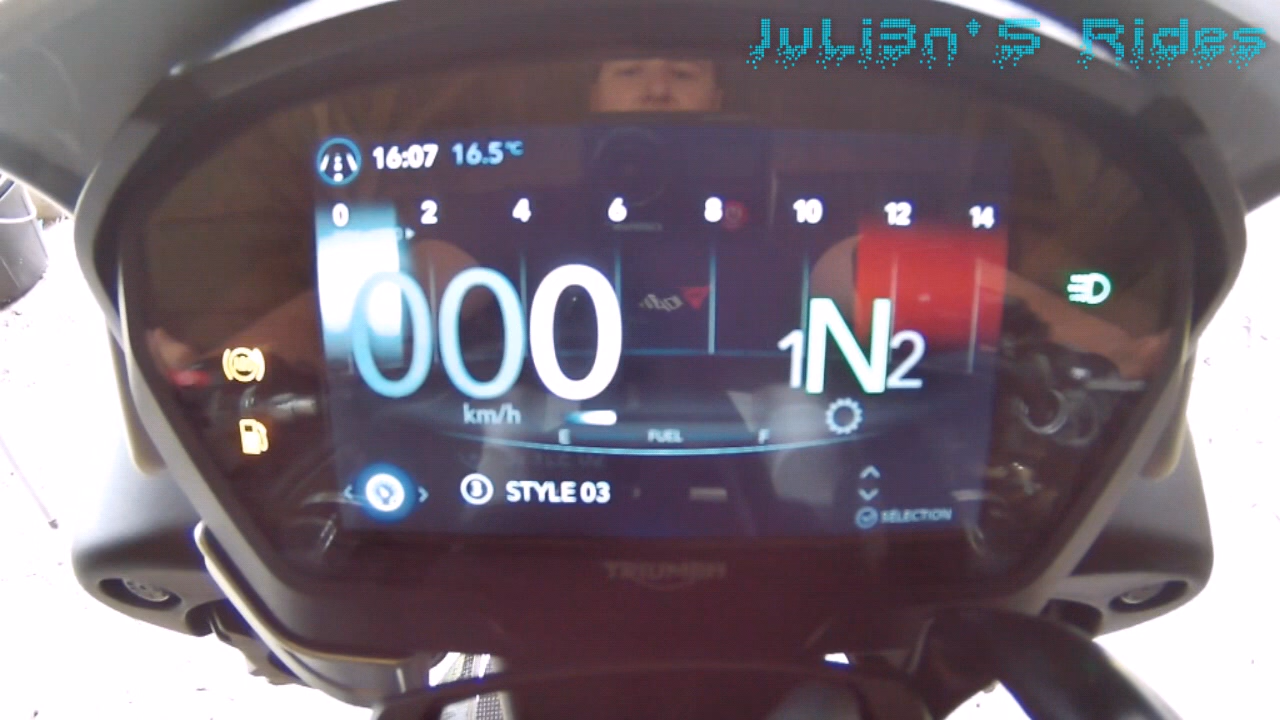 JuLi3n'S Rides
16:07 16.5°C
0 2 4 6 8 10 12 14
000 1N2
km/h
E FUEL F
3 STYLE 03
SELECTION
TRIUMPH